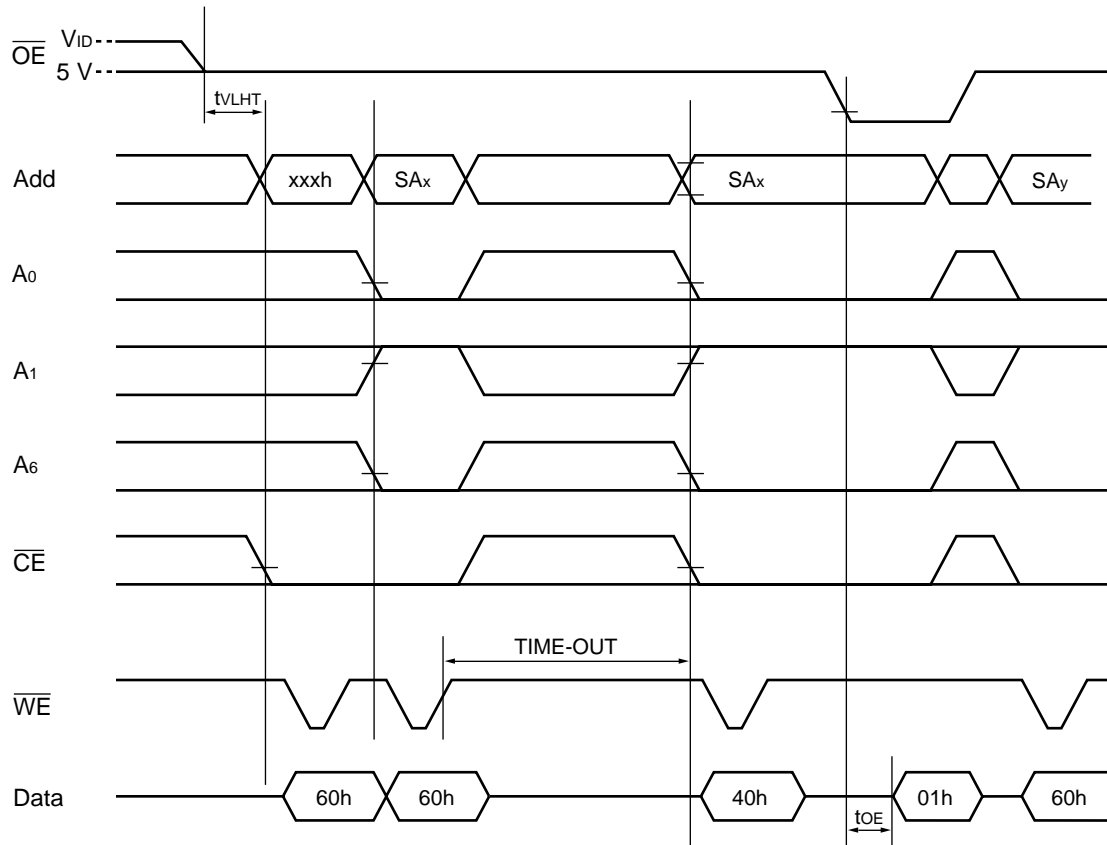 OE VID
5 V
tVLHT
Add xxxh SAx SAx SAy
A0
A1
A6
CE
TIME-OUT
WE
Data 60h 60h 40h 01h 60h
tOE